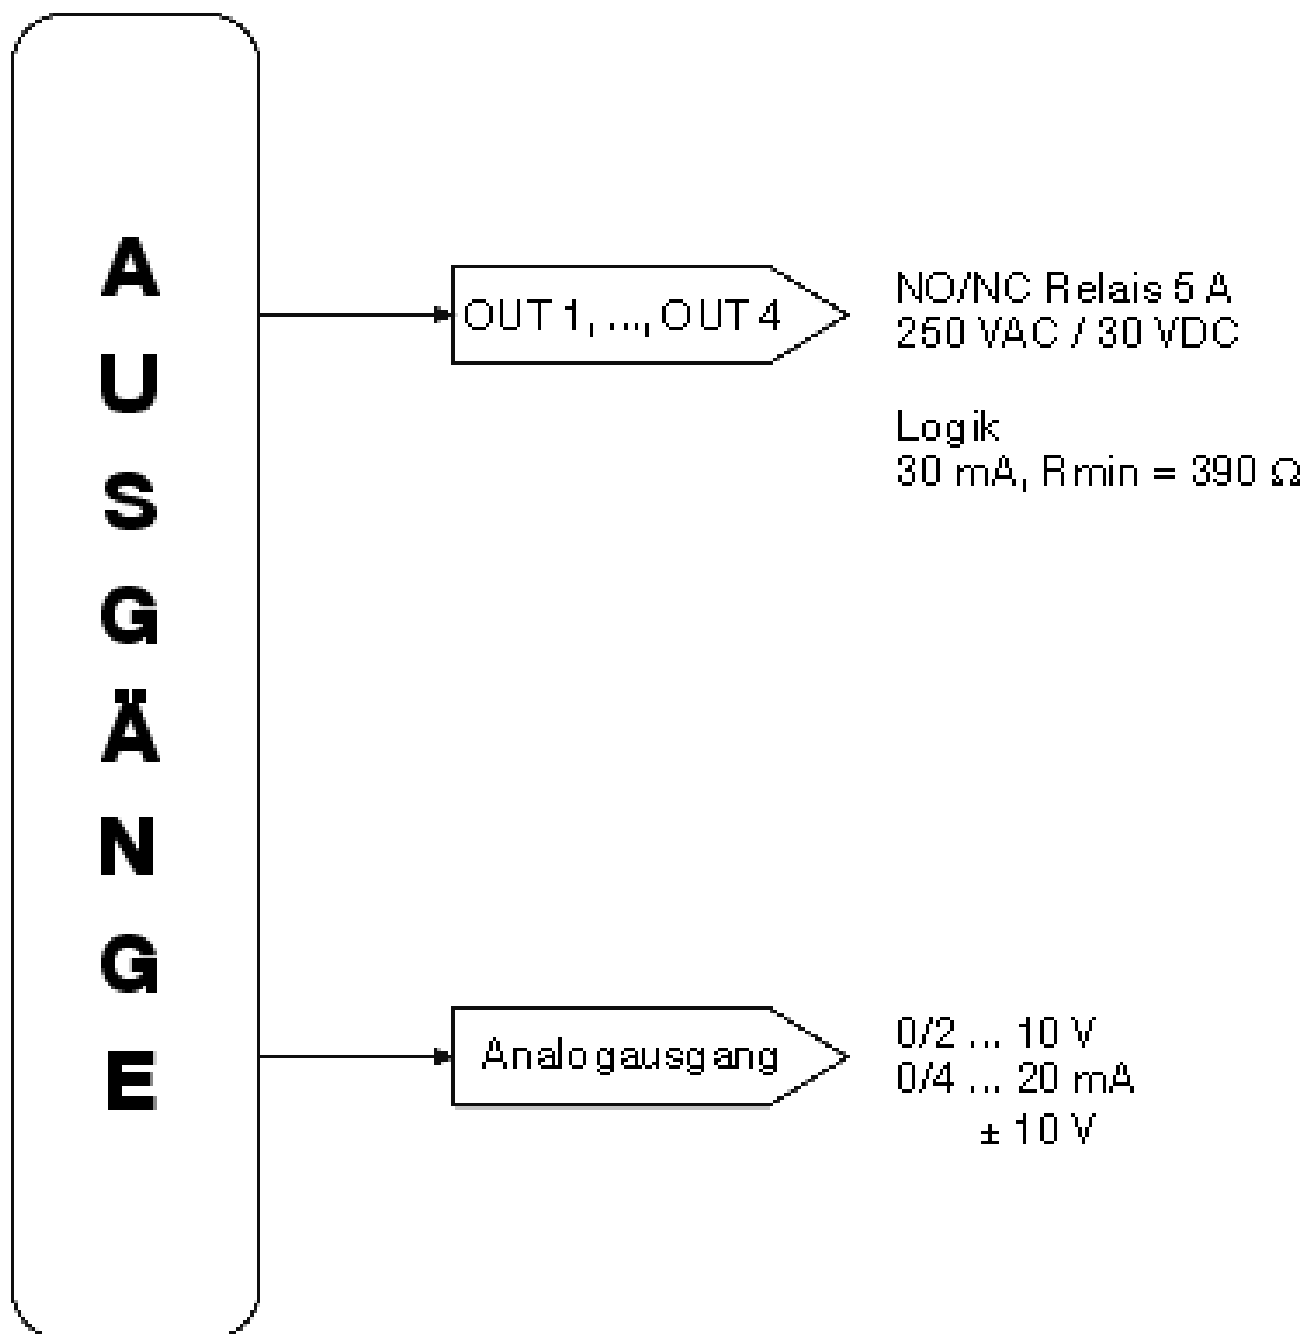 AUSGÄNGE
OUT 1, ..., OUT 4
NO/NC Relais 5 A
250 VAC / 30 VDC
Logik
30 mA, Rmin = 390 Ω
Analogausgang
0/2 ... 10 V
0/4 ... 20 mA
± 10 V